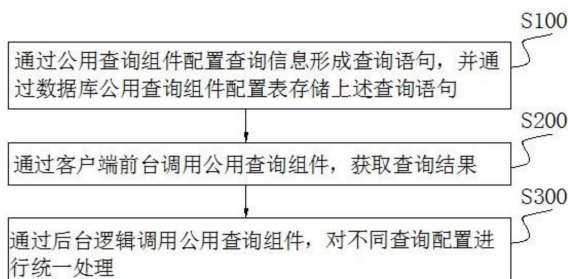 S100
通过公用查询组件配置查询信息形成查询语句，并通
过数据库公用查询组件配置表存储上述查询语句
S200
通过客户端前台调用公用查询组件，获取查询结果
S300
通过后台逻辑调用公用查询组件，对不同查询配置进
行统一处理